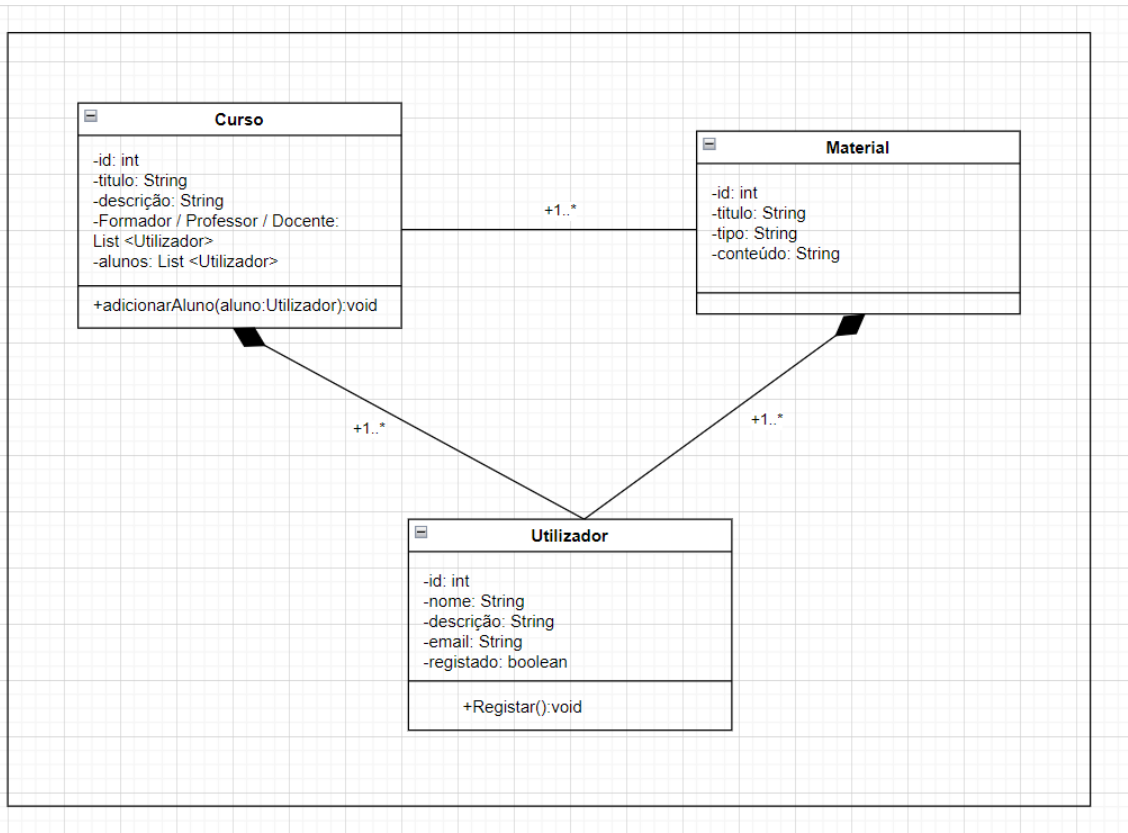 Curso
-id: int
-titulo: String
-descrição: String
-Formador / Professor / Docente:
List <Utilizador>
-alunos: List <Utilizador>
+adicionarAluno(aluno:Utilizador):void
+1..*
Material
-id: int
-titulo: String
-tipo: String
-conteúdo: String
+1..*
+1..*
Utilizador
-id: int
-nome: String
-descrição: String
-email: String
-registado: boolean
+Registar():void